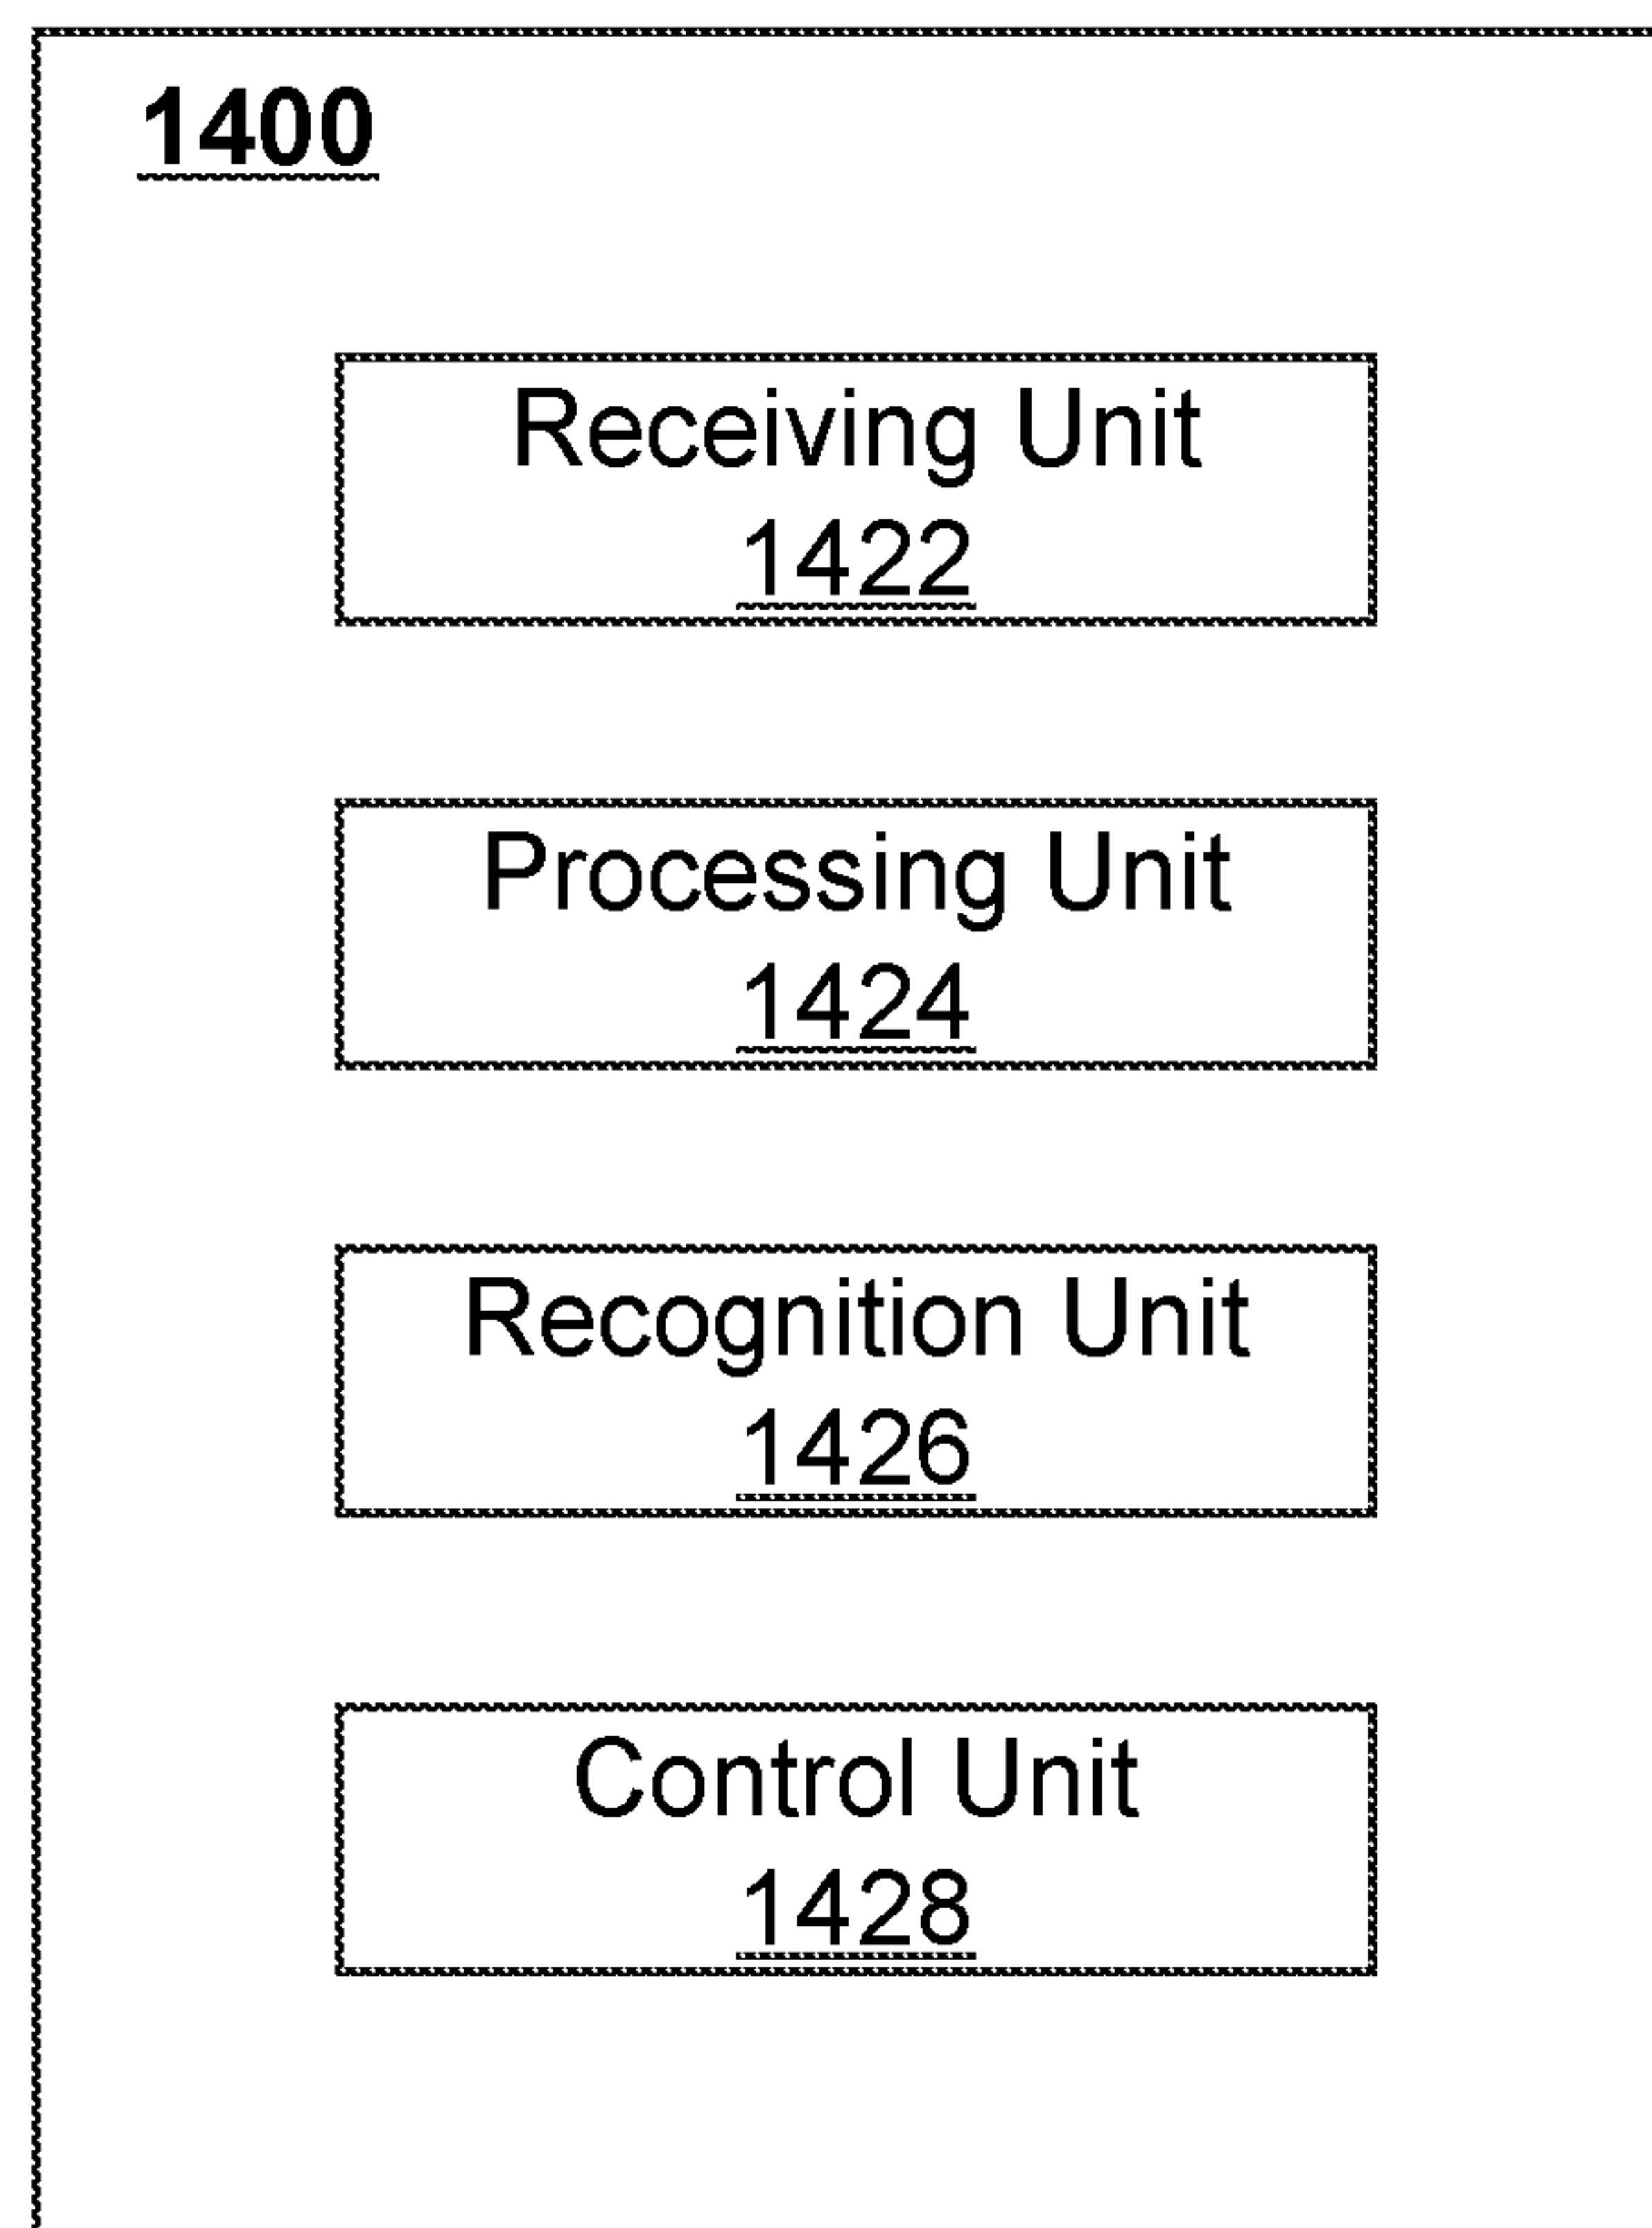 1400
Receiving Unit
1422
Processing Unit
1424
Recognition Unit
1426
Control Unit
1428